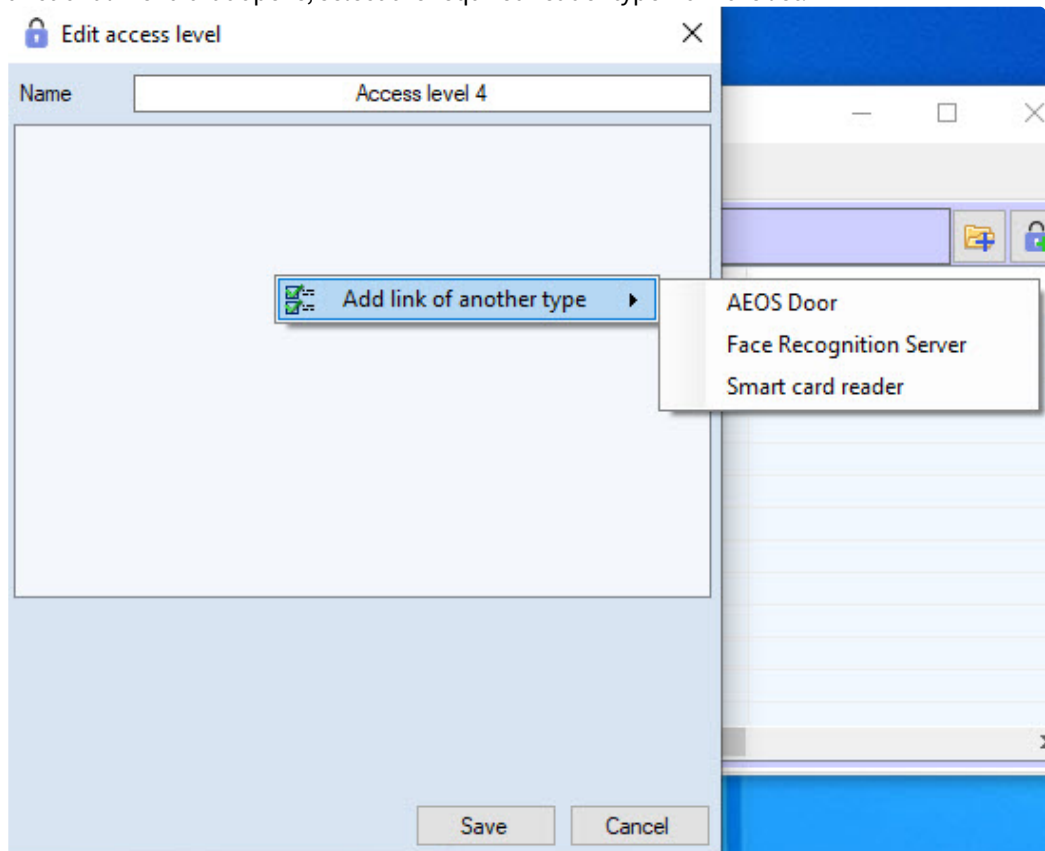 Edit access level
Name Access level 4
Add link of another type
AEOS Door
Face Recognition Server
Smart card reader
Save Cancel